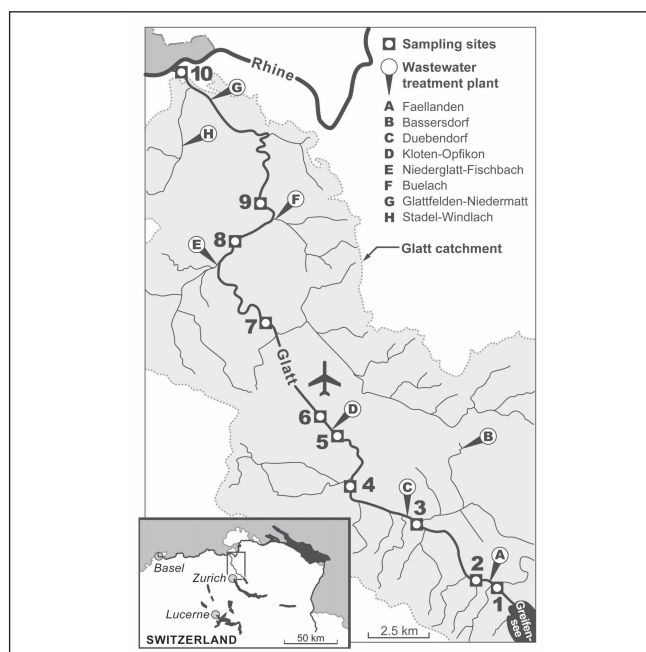 Sampling sites
Wastewater
treatment plant
A Faellanden
B Bassersdorf
C Duebendorf
D Kloten-Opfikon
E Niederglatt-Fischbach
F Buelach
G Glattfelden-Niedermatt
H Stadel-Windlach
Glatt catchment
Rhine
10
G
H
9
F
8
E
7
Glatt
6
D
5
B
4
C
3
2
A
1
Greifen-
see
2.5 km
Basel
Zurich
Lucerne
SWITZERLAND
50 km